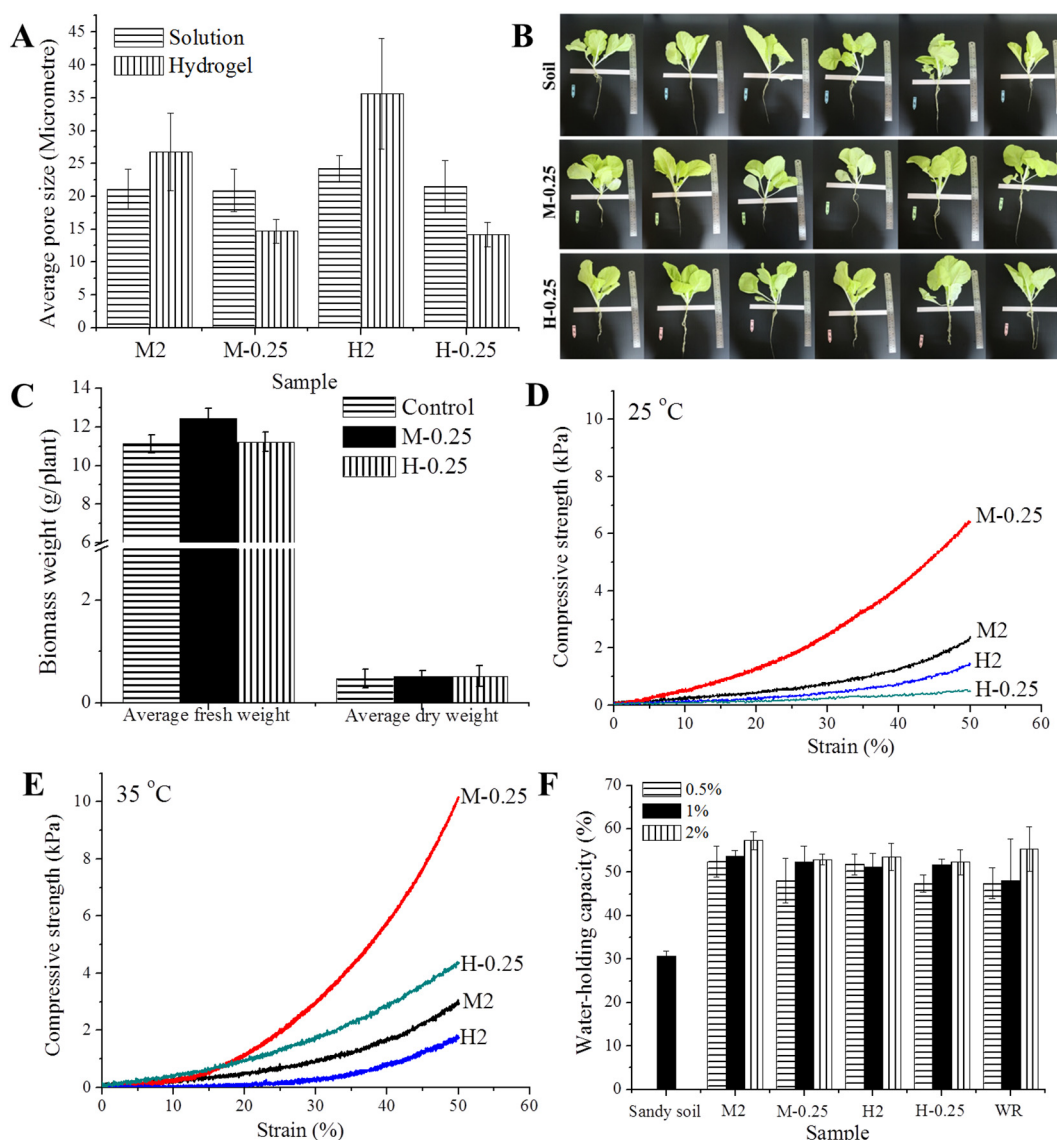 A
Average pore size (Micrometre)
45
40
35
30
25
20
15
10
5
0
Solution
Hydrogel
M2
M-0.25
H2
H-0.25
Sample
B
Soil
M-0.25
H-0.25
C
Biomass weight (g/plant)
14
13
12
11
10
9
8
7
6
2
0
Control
M-0.25
H-0.25
Average fresh weight
Average dry weight
D
25 °C
Compressive strength (kPa)
10
8
6
4
2
0
M-0.25
M2
H2
H-0.25
0
10
20
30
40
50
60
Strain (%)
E
35 °C
Compressive strength (kPa)
10
8
6
4
2
0
M-0.25
H-0.25
M2
H2
0
10
20
30
40
50
60
Strain (%)
F
Water-holding capacity (%)
70
60
50
40
30
20
10
0
0.5%
1%
2%
Sandy soil
M2
M-0.25
H2
H-0.25
WR
Sample